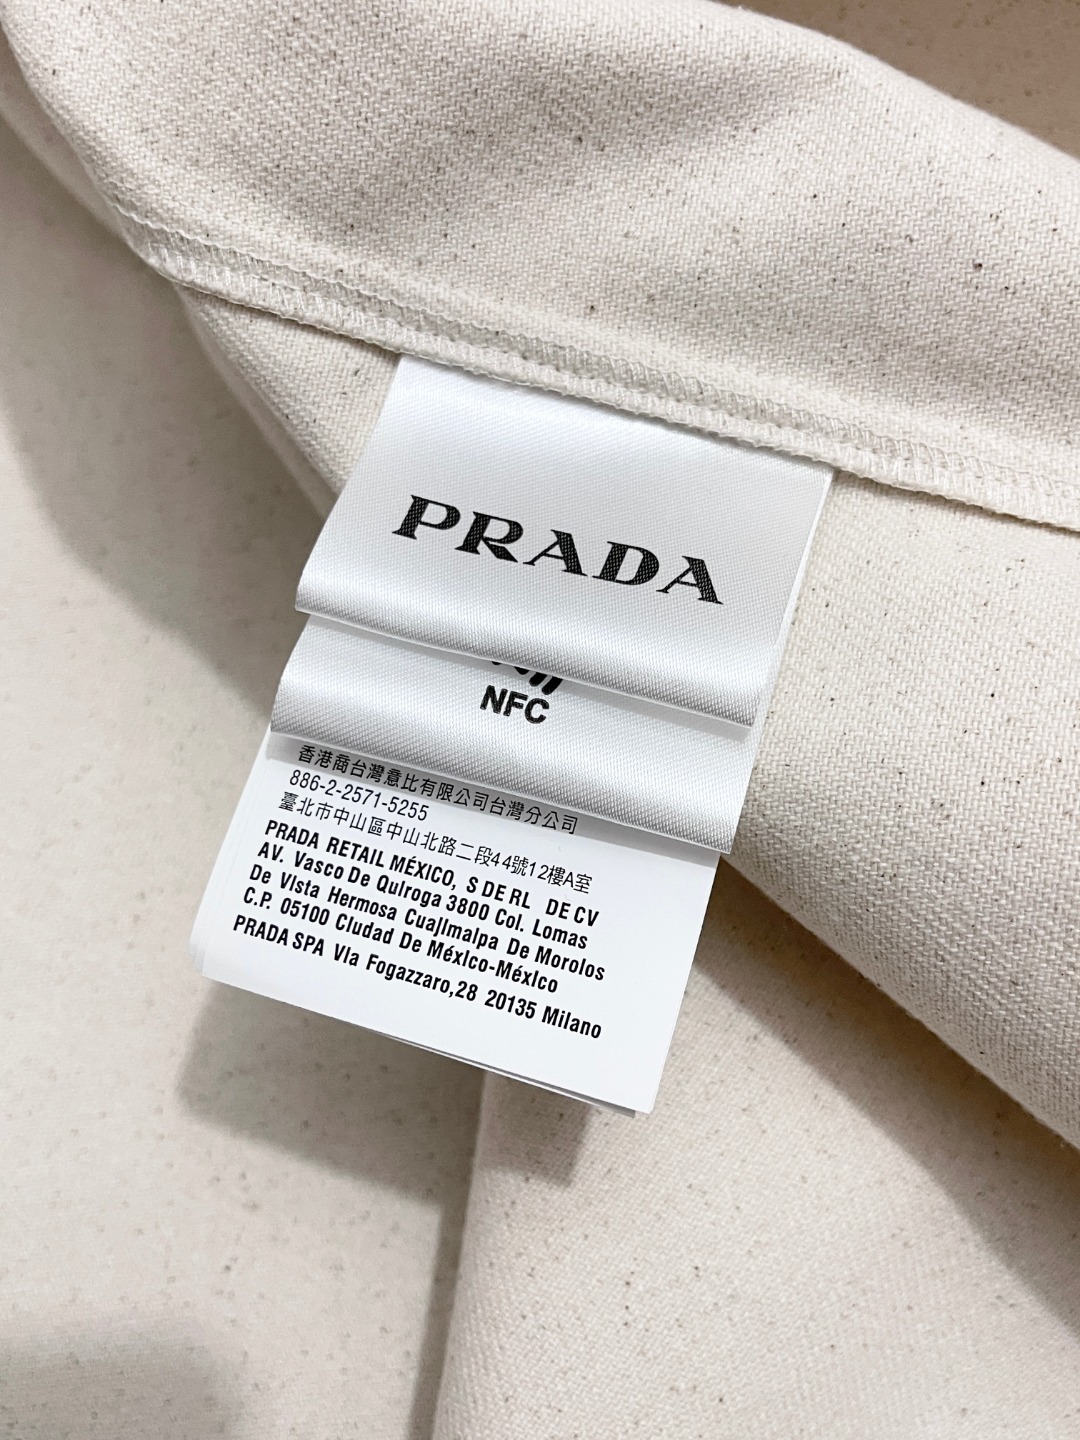 PRADA
NFC
香港商台灣意比有限公司台灣分公司
886-2-2571-5255
臺北市中山區中山北路二段44號12樓A室
PRADA RETAIL MÉXICO, S DE RL DE CV
AV. Vasco De Quiroga 3800 Col. Lomas
De Vista Hermosa Cuajimalpa De Morolos
C.P. 05100 Ciudad De México-México
PRADA SPA Via Fogazzaro,28 20135 Milano